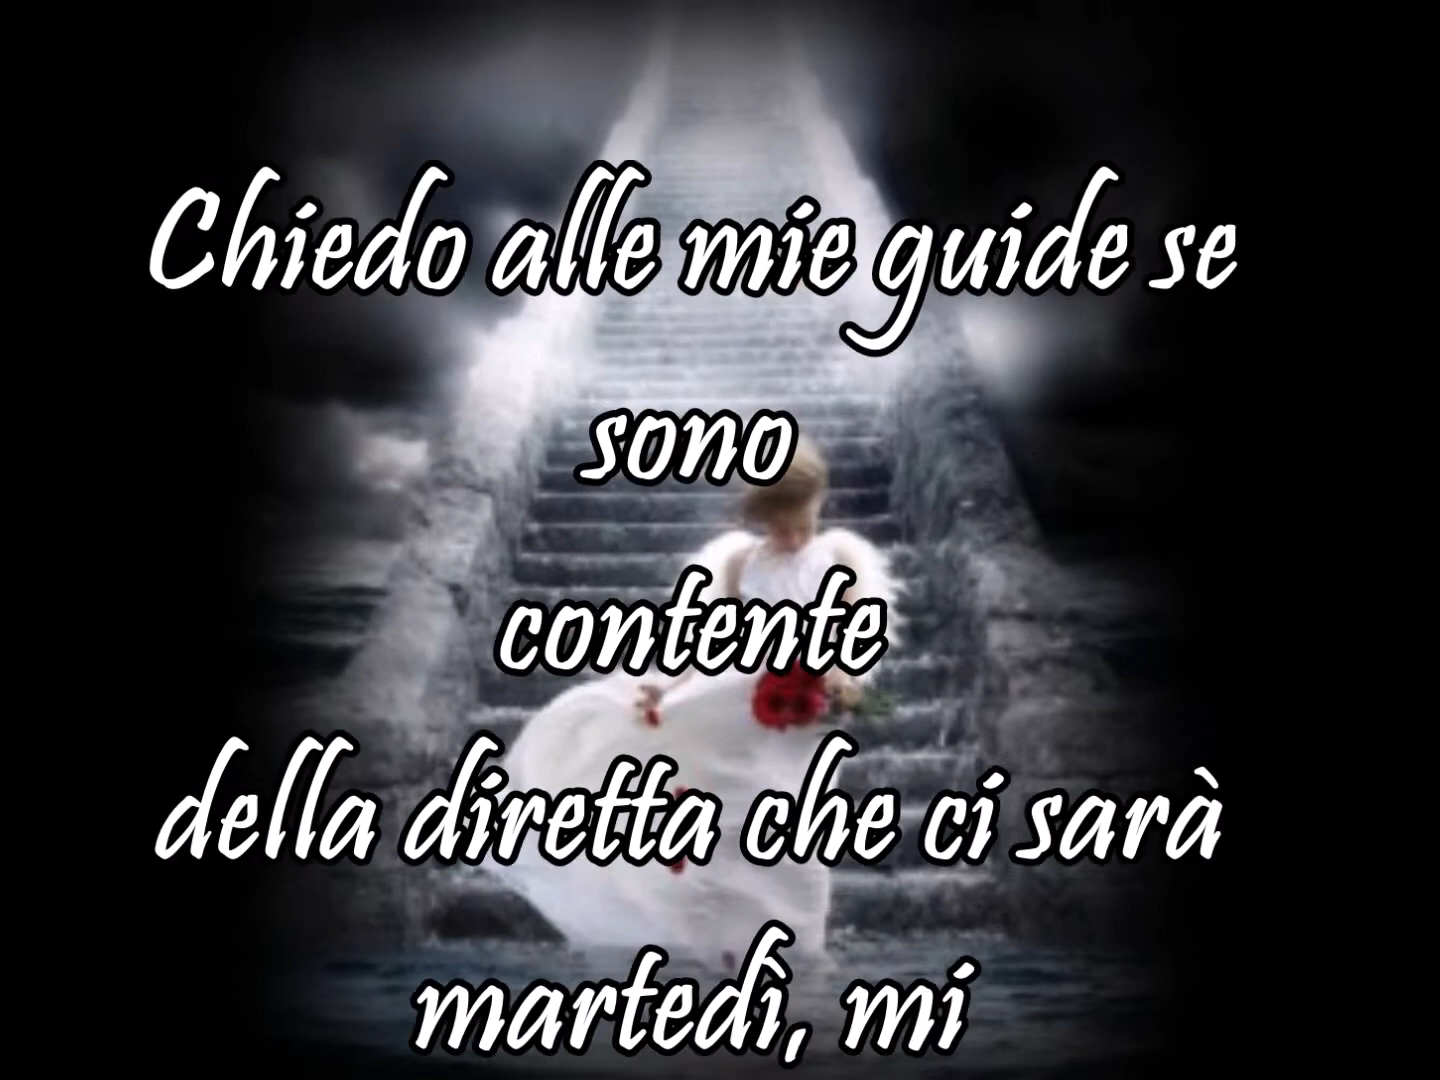 Chiedo alle mie guide se
sono
contente
della diretta che ci sarà
martedì, mi